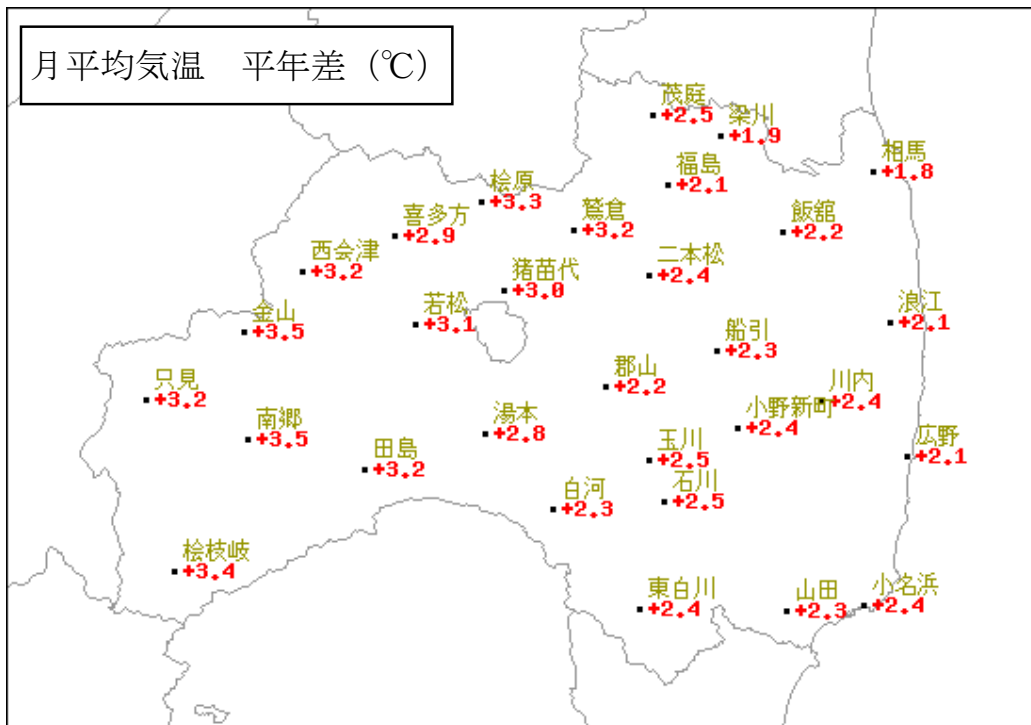 月平均気温　平年差（℃）
茂庭
+2.5
梁川
+1.9
相馬
+1.8
福島
+2.1
桧原
+3.3
鷲倉
+3.2
飯舘
+2.2
喜多方
+2.9
西会津
+3.2
二本松
+2.4
猪苗代
+3.0
若松
+3.1
金山
+3.5
浪江
+2.1
船引
+2.3
郡山
+2.2
只見
+3.2
川内
+2.4
小野新町
+2.4
湯本
+2.8
南郷
+3.5
田島
+3.2
玉川
+2.5
広野
+2.1
白河
+2.3
石川
+2.5
桧枝岐
+3.4
東白川
+2.4
山田
+2.3
小名浜
+2.4